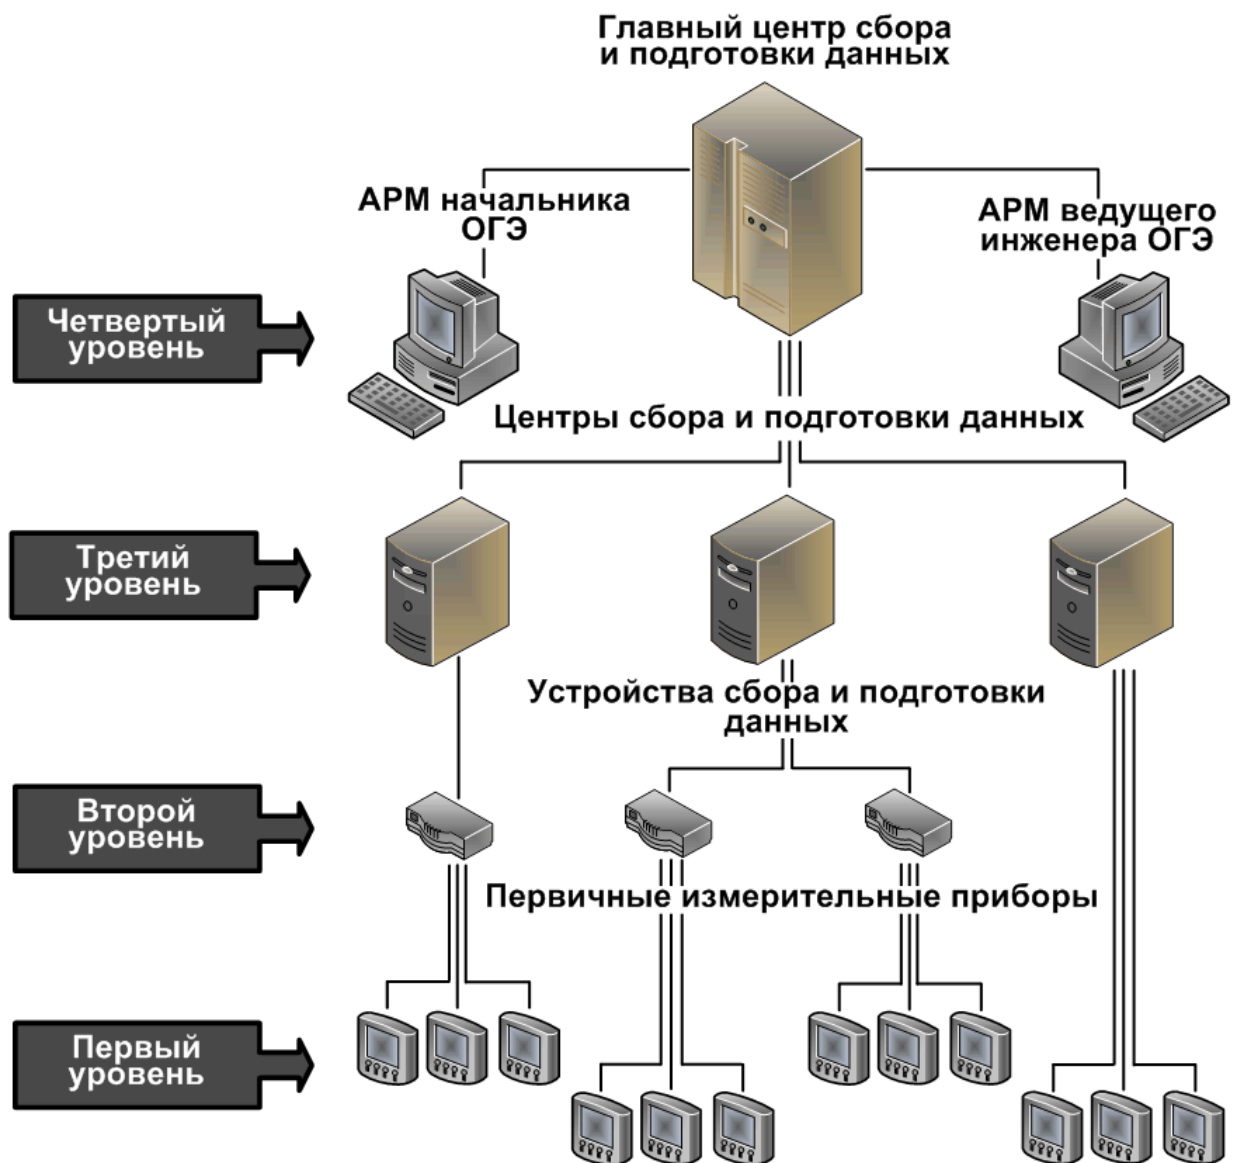 Главный центр сбора
и подготовки данных
АРМ начальника
ОГЭ
АРМ ведущего
инженера ОГЭ
Четвертый
уровень
Центры сбора и подготовки данных
Третий
уровень
Устройства сбора и подготовки
данных
Второй
уровень
Первичные измерительные приборы
Первый
уровень